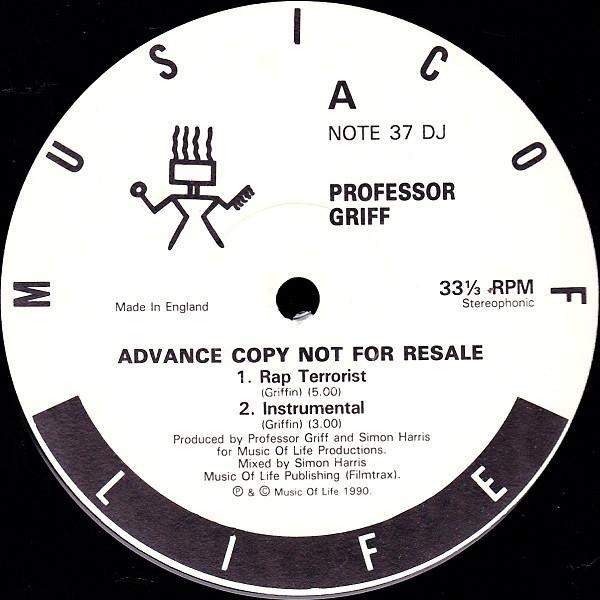 MUSIC OF
LIFE
A
NOTE 37 DJ
PROFESSOR
GRIFF
33⅓ RPM
Stereophonic
Made In England
ADVANCE COPY NOT FOR RESALE
1. Rap Terrorist
(Griffin) (5.00)
2. Instrumental
(Griffin) (3.00)
Produced by Professor Griff and Simon Harris
for Music Of Life Productions.
Mixed by Simon Harris
Music Of Life Publishing (Filmtrax).
℗ & © Music Of Life 1990.